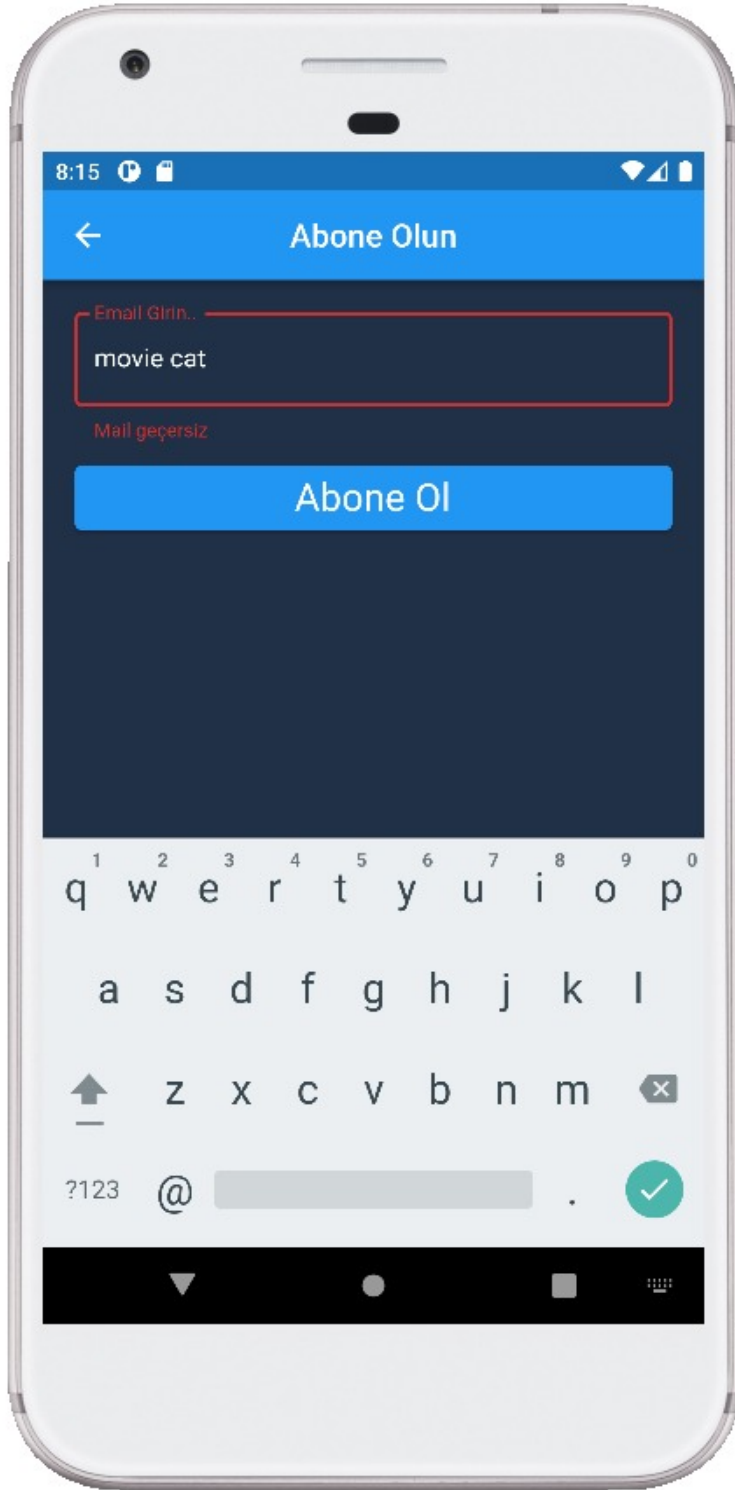 8:15
Abone Olun
Email Girin..
movie cat
Mail geçersiz
Abone Ol
1 2 3 4 5 6 7 8 9 0
q w e r t y u i o p
a s d f g h j k l
z x c v b n m
?123 @ .